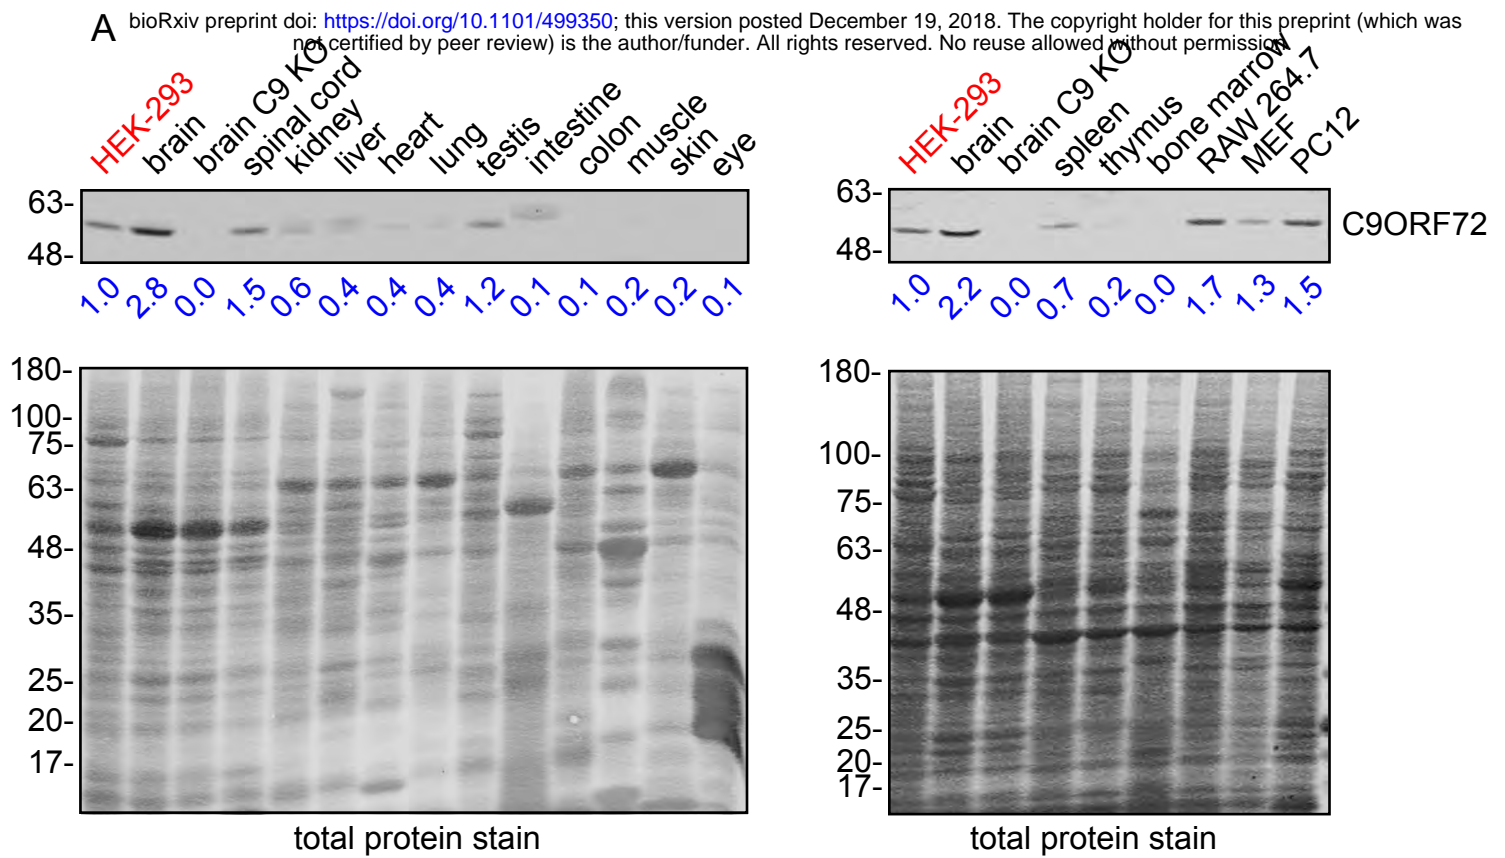 A
bioRxiv preprint doi: https://doi.org/10.1101/499350; this version posted December 19, 2018. The copyright holder for this preprint (which was
not certified by peer review) is the author/funder. All rights reserved. No reuse allowed without permission.
HEK-293
brain
brain C9 KO
spinal cord
kidney
liver
heart
lung
testis
intestine
colon
muscle
skin
eye
63-
48-
1.0 2.8 0.0 1.5 0.6 0.4 0.4 0.4 1.2 0.1 0.1 0.2 0.2 0.1
180-
100-
75-
63-
48-
35-
25-
20-
17-
total protein stain
HEK-293
brain
brain C9 KO
spleen
thymus
bone marrow
RAW 264.7
MEF
PC12
63-
48-
C9ORF72
1.0 2.2 0.0 0.7 0.2 0.0 1.7 1.3 1.5
180-
100-
75-
63-
48-
35-
25-
20-
17-
total protein stain